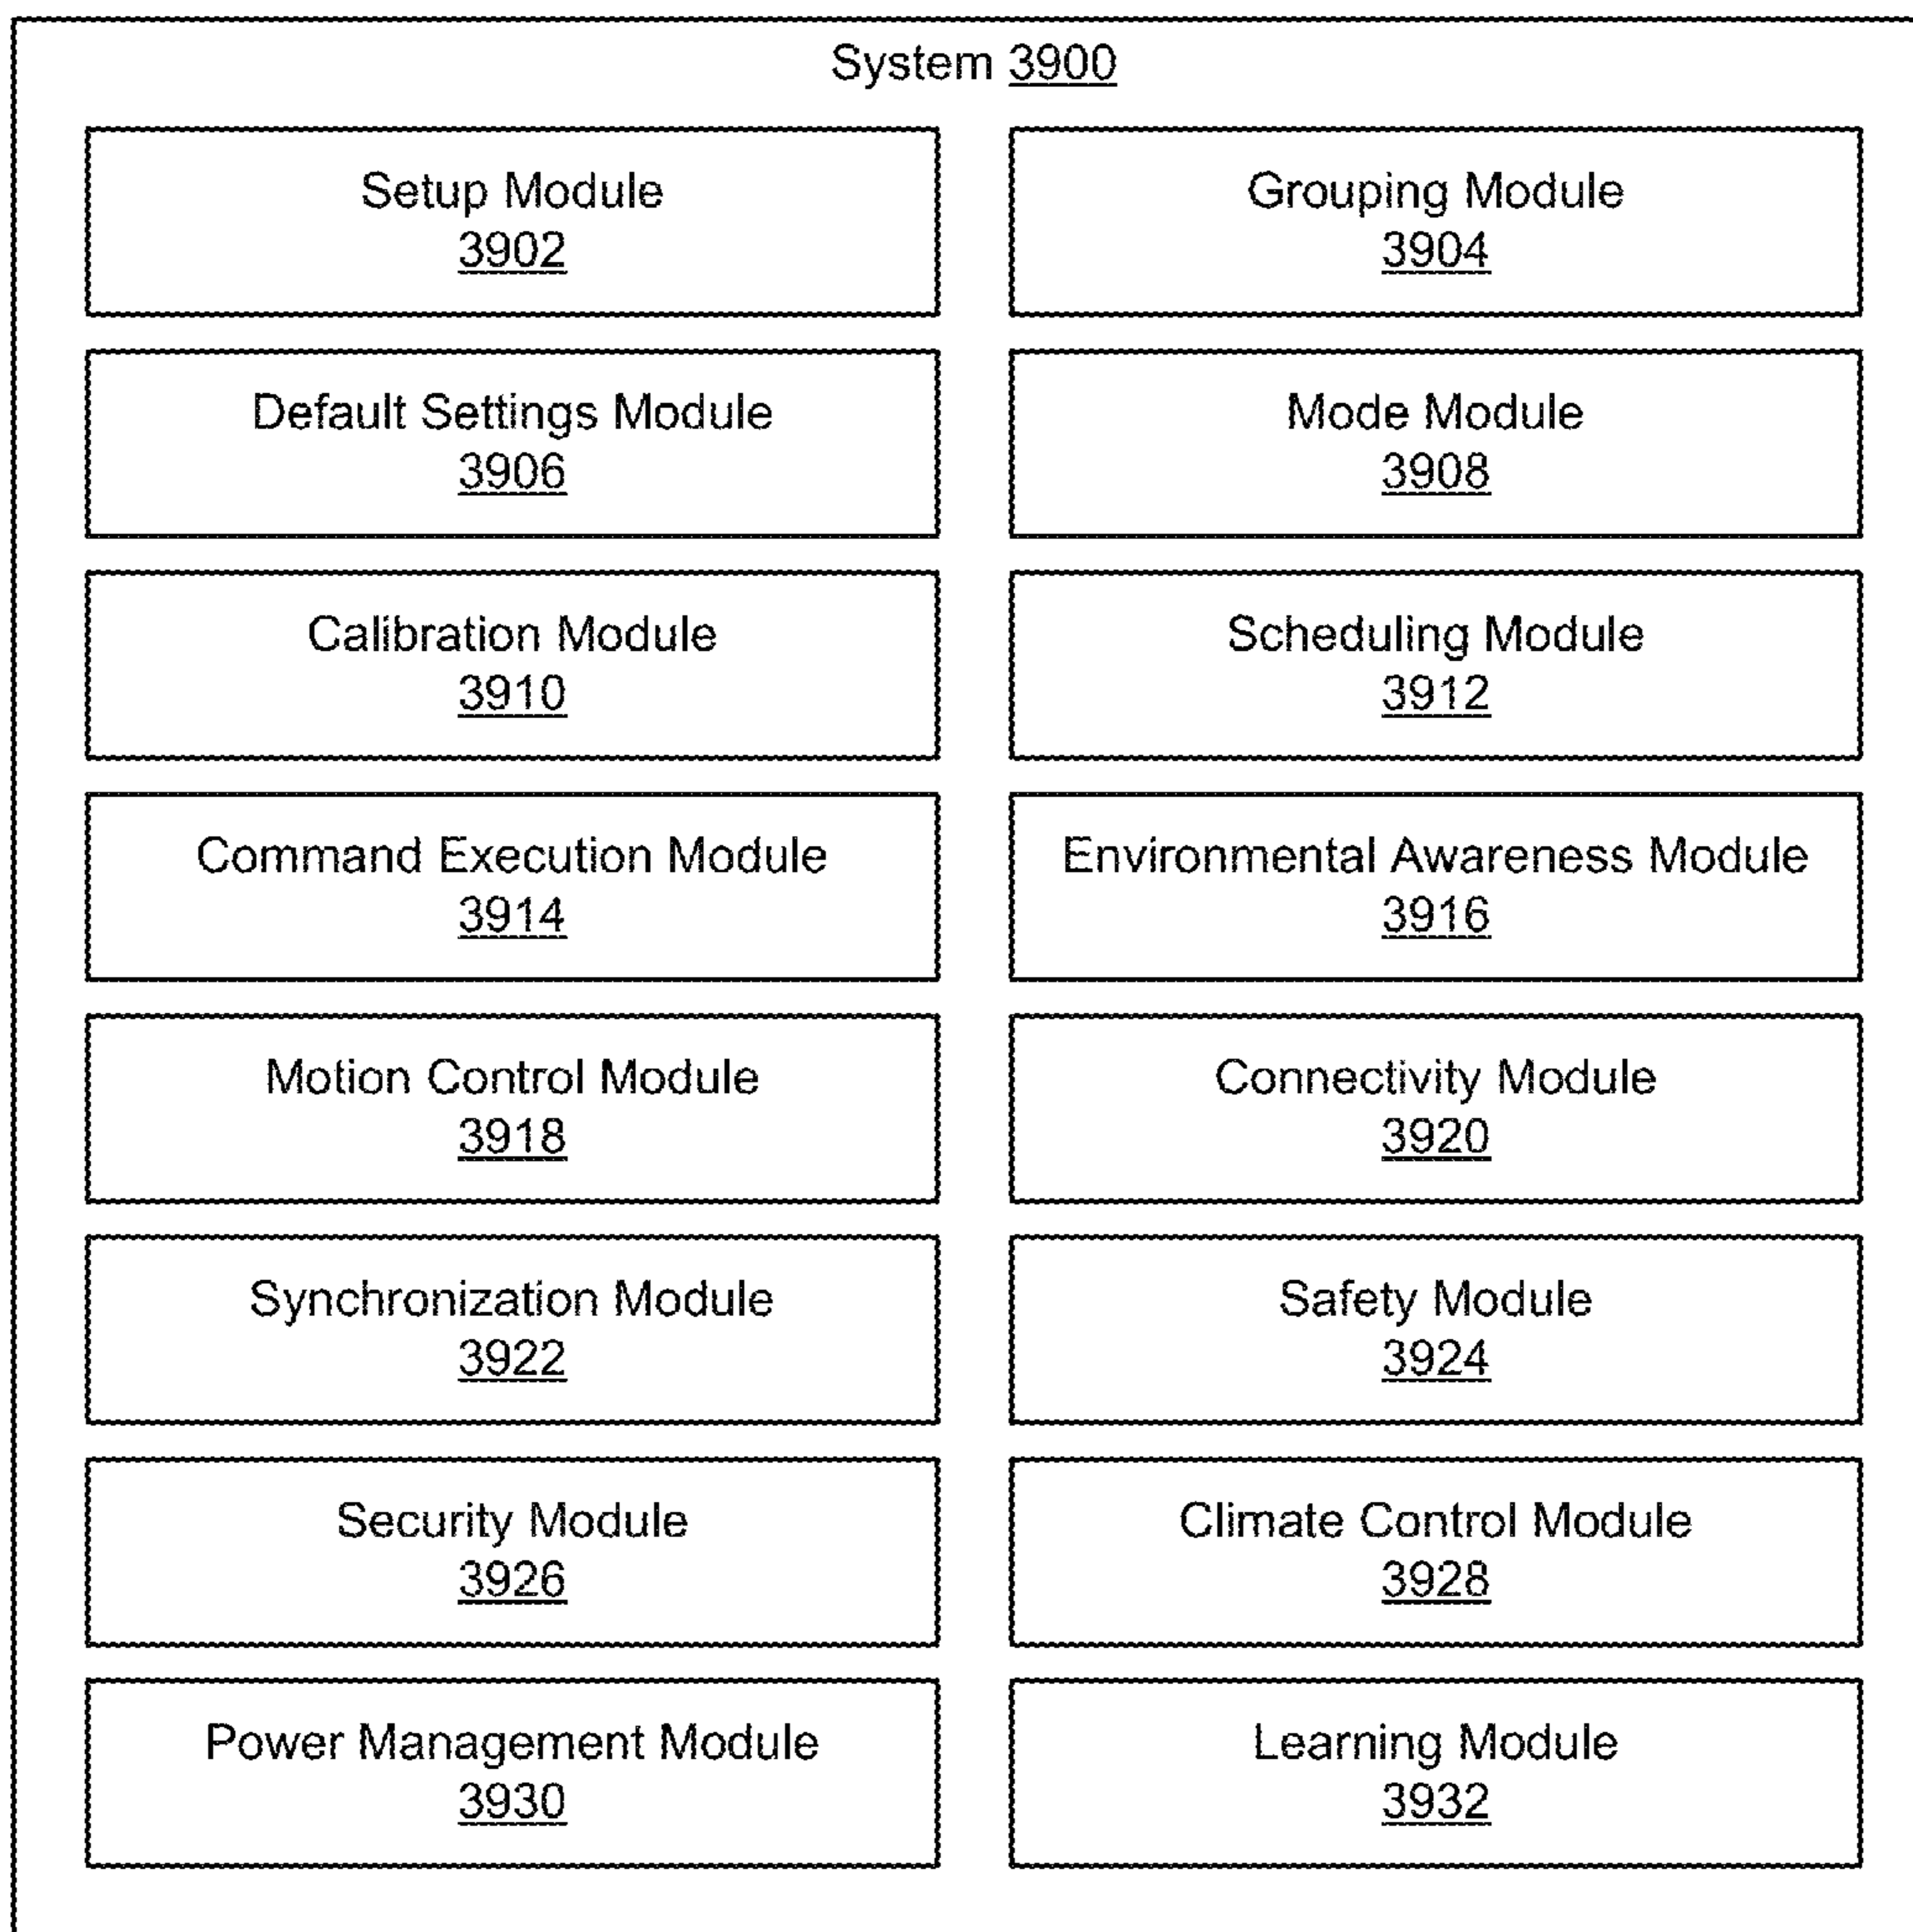 System 3900
Setup Module
3902
Grouping Module
3904
Default Settings Module
3906
Mode Module
3908
Calibration Module
3910
Scheduling Module
3912
Command Execution Module
3914
Environmental Awareness Module
3916
Motion Control Module
3918
Connectivity Module
3920
Synchronization Module
3922
Safety Module
3924
Security Module
3926
Climate Control Module
3928
Power Management Module
3930
Learning Module
3932